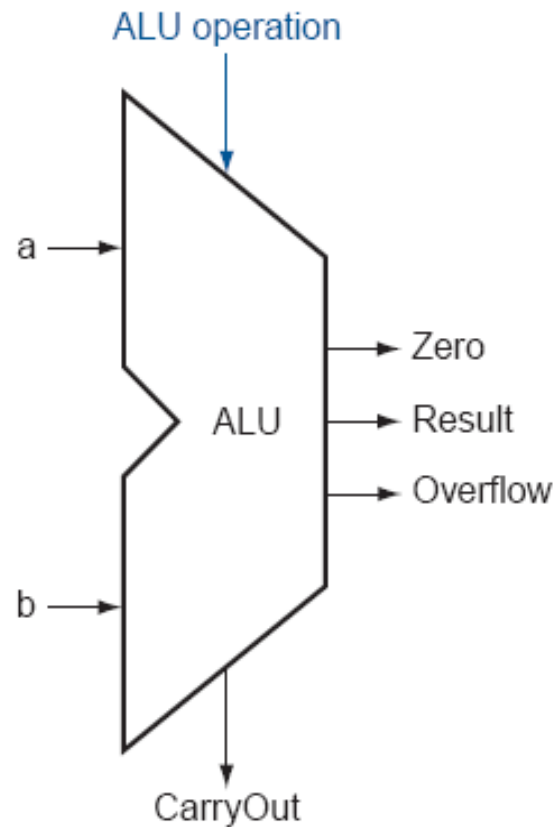 ALU operation
a
Zero
ALU
Result
Overflow
b
CarryOut